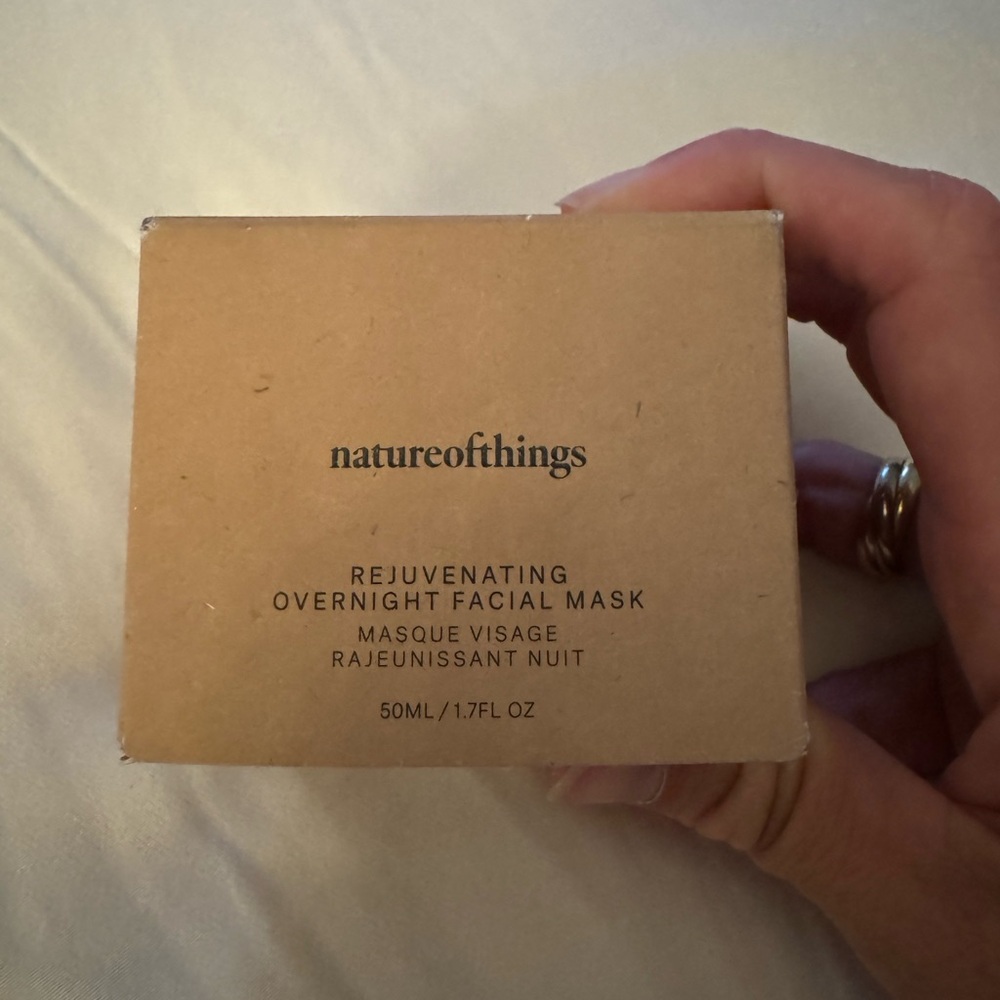 natureofthings
REJUVENATING
OVERNIGHT FACIAL MASK
MASQUE VISAGE
RAJEUNISSANT NUIT
50ML / 1.7FL OZ